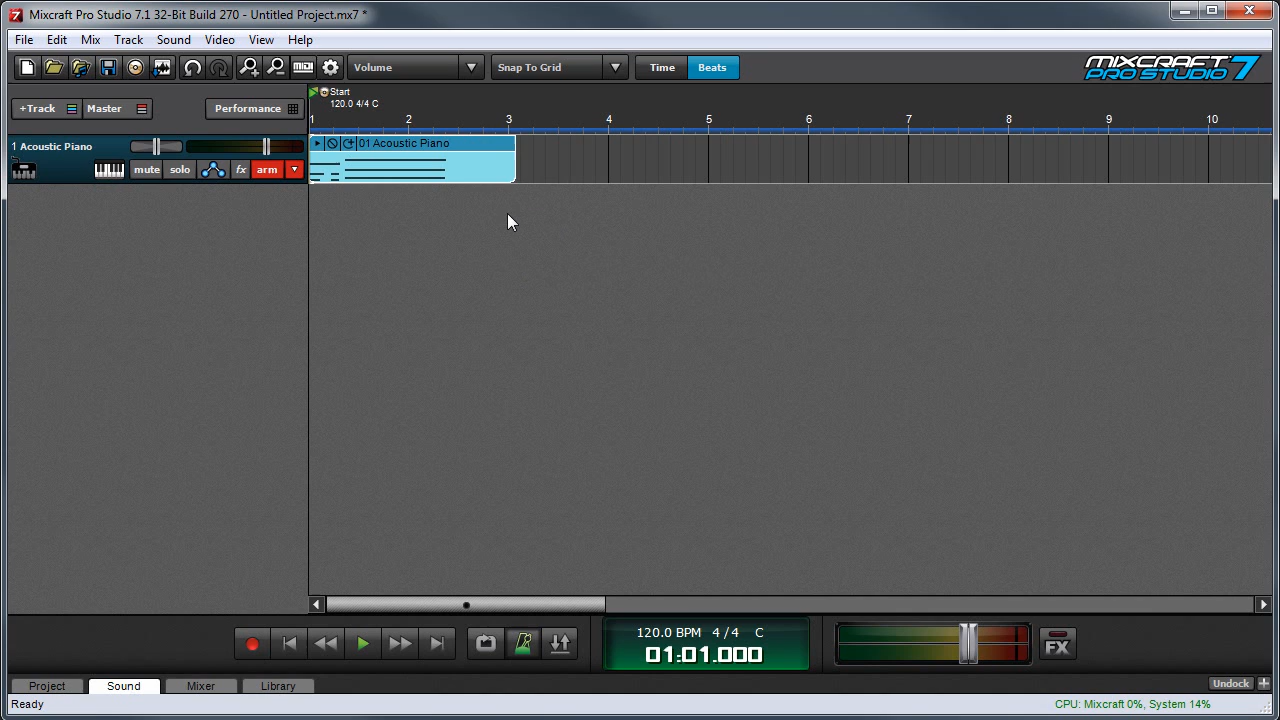 Mixcraft Pro Studio 7.1 32-Bit Build 270 - Untitled Project.mx7 *
File Edit Mix Track Sound Video View Help
Volume Snap To Grid Time Beats MIXCRAFT PRO STUDIO 7
+Track Master Performance
Start
120.0 4/4 C
1 2 3 4 5 6 7 8 9 10
1 Acoustic Piano
01 Acoustic Piano
mute solo fx arm
120.0 BPM 4 / 4 C
01:01.000
FX
Project Sound Mixer Library Undock
Ready CPU: Mixcraft 0%, System 14%